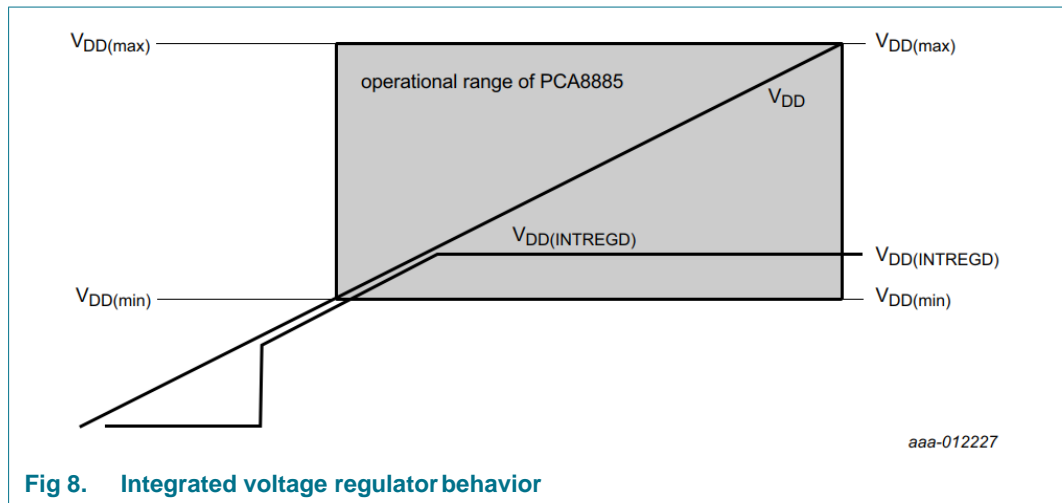 VDD(max)
VDD(max)
operational range of PCA8885
VDD
VDD(INTREGD)
VDD(INTREGD)
VDD(min)
VDD(min)
aaa-012227
Fig 8. Integrated voltage regulator behavior